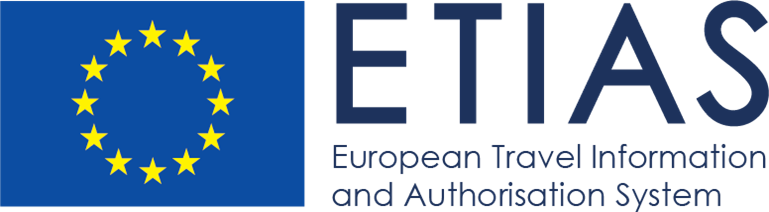 ETIAS
European Travel Information
and Authorisation System